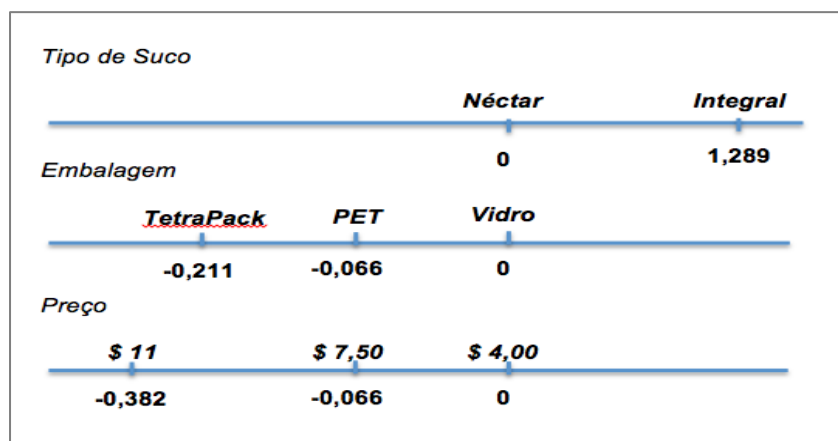 Tipo de Suco
Néctar Integral
0 1,289
Embalagem
TetraPack PET Vidro
-0,211 -0,066 0
Preço
$ 11 $ 7,50 $ 4,00
-0,382 -0,066 0